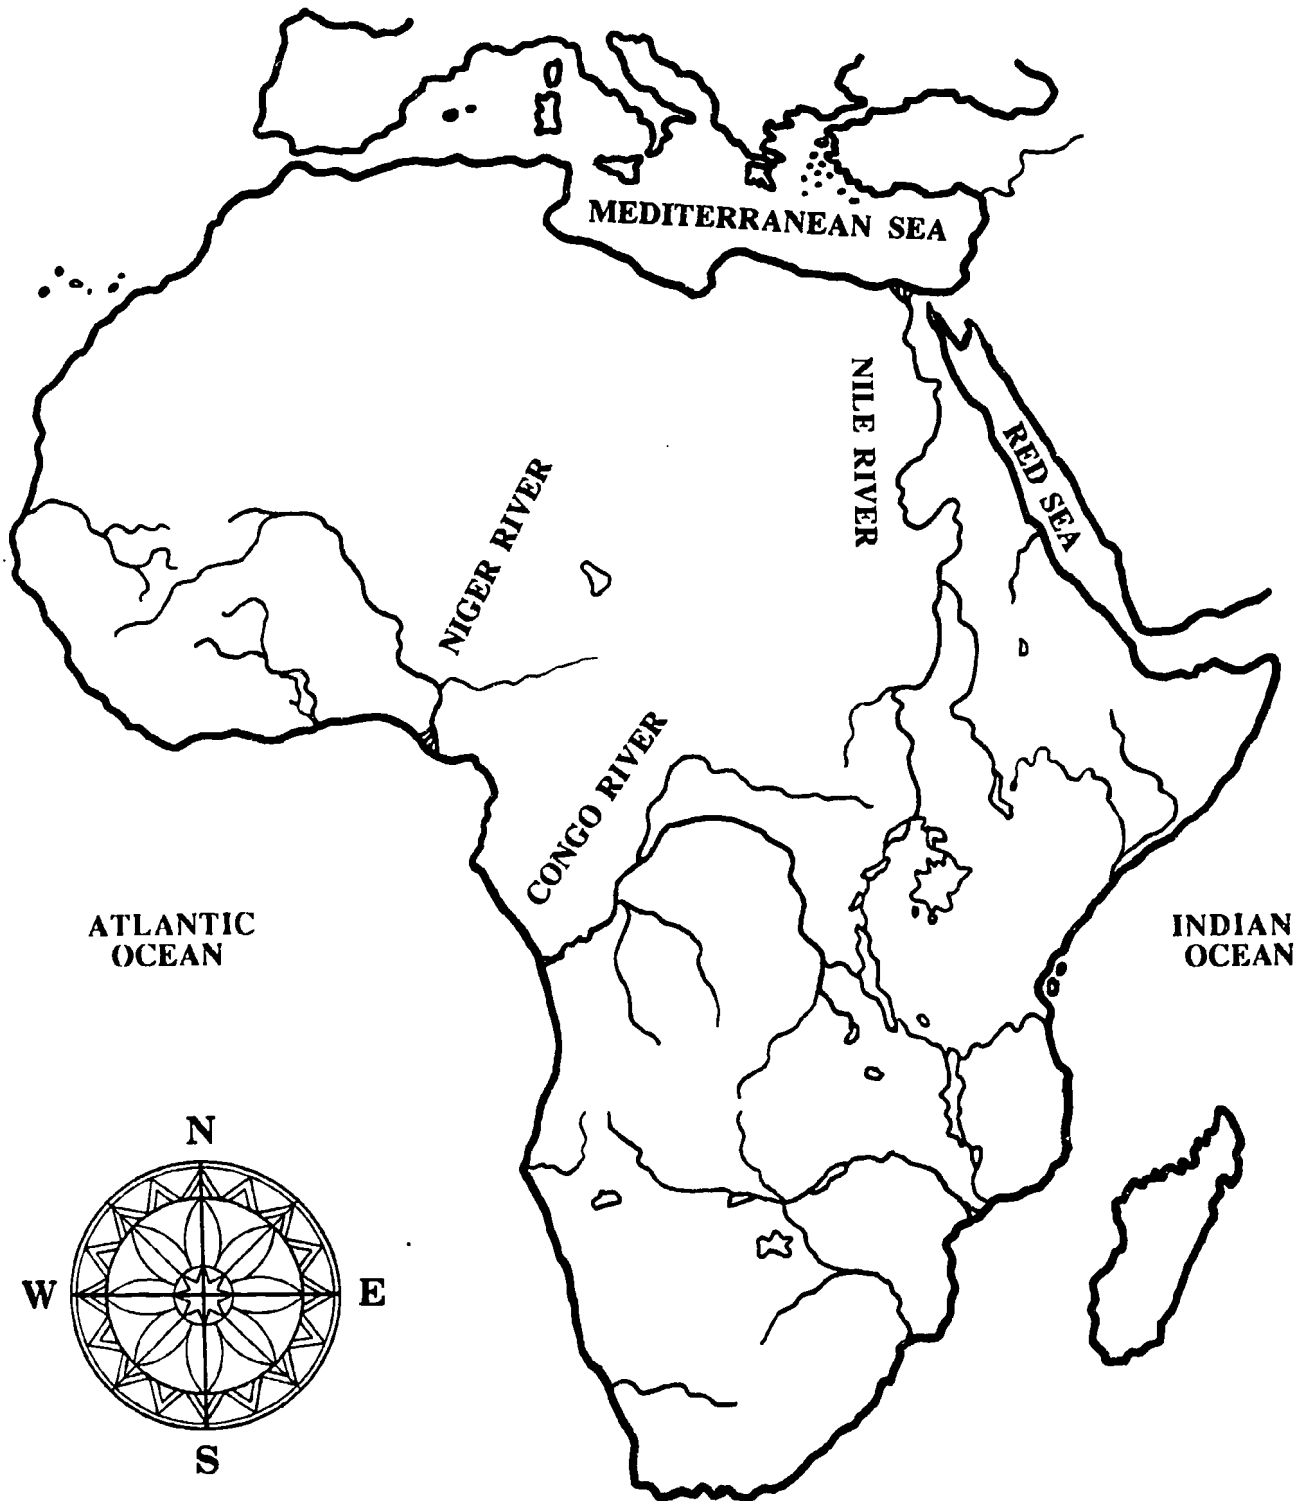 MEDITERRANEAN SEA
NILE RIVER
RED SEA
NIGER RIVER
CONGO RIVER
ATLANTIC
OCEAN
INDIAN
OCEAN
N
W
E
S